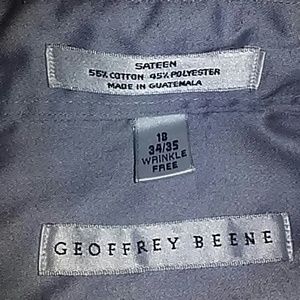 SATEEN
55% COTTON 45% POLYESTER
MADE IN GUATEMALA
18
34/35
WRINKLE
FREE
GEOFFREY BEENE